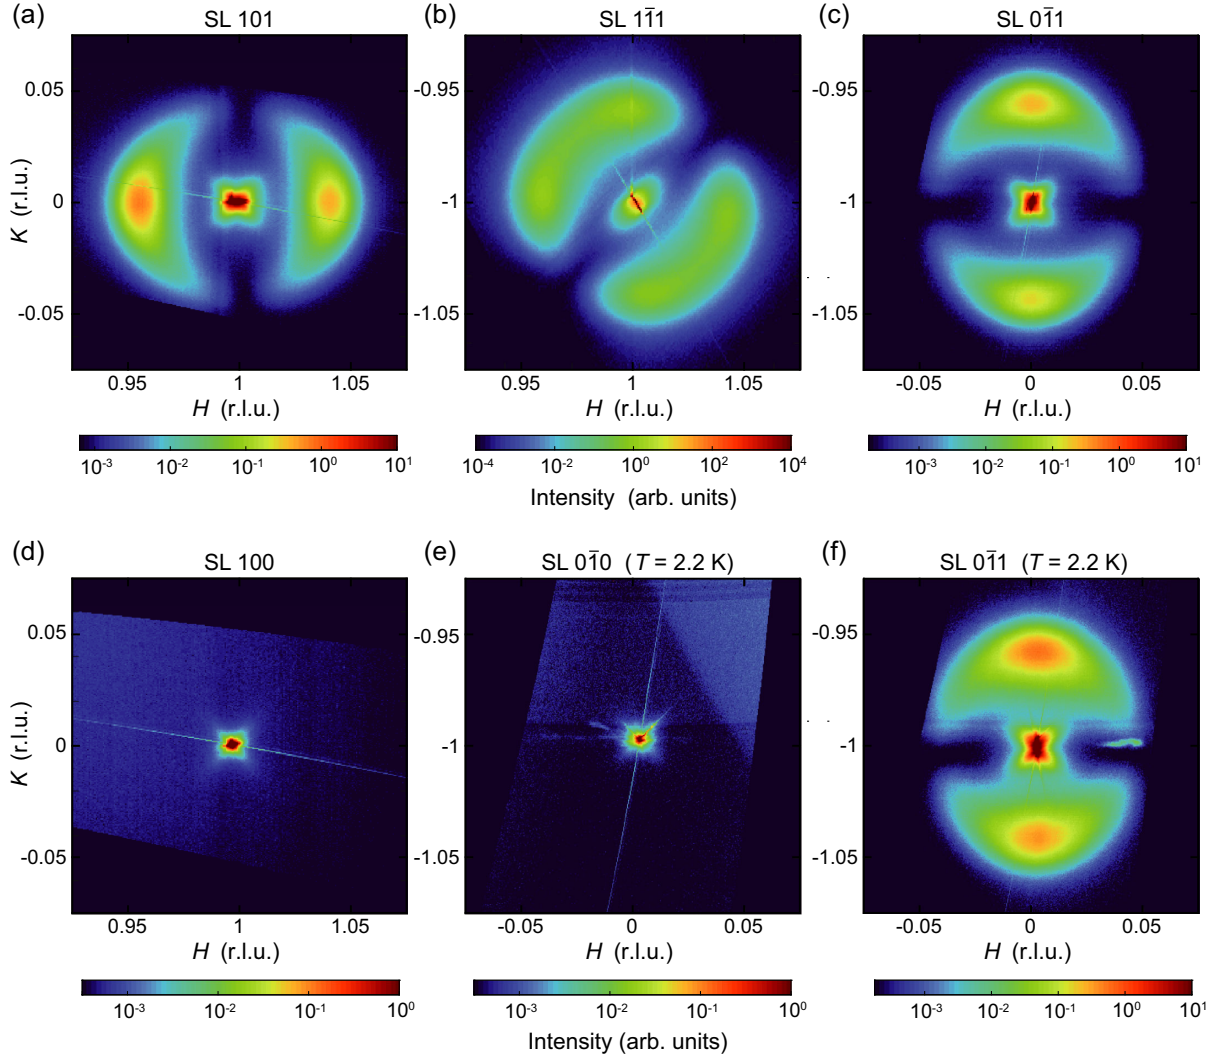 (a) SL 101
(b) SL 11̅1̅1
(c) SL 01̅1
0.05
0
-0.05
K (r.l.u.)
-0.95
-1
-1.05
-0.95
-1
-1.05
0.95 1 1.05
0.95 1 1.05
-0.05 0 0.05
H (r.l.u.)
H (r.l.u.)
H (r.l.u.)
10⁻³ 10⁻² 10⁻¹ 10⁰ 10¹
10⁻⁴ 10⁻² 10⁰ 10² 10⁴
10⁻³ 10⁻² 10⁻¹ 10⁰ 10¹
Intensity (arb. units)
(d) SL 100
(e) SL 01̅0 (T = 2.2 K)
(f) SL 01̅1 (T = 2.2 K)
0.05
0
-0.05
K (r.l.u.)
-0.95
-1
-1.05
-0.95
-1
-1.05
0.95 1 1.05
-0.05 0 0.05
-0.05 0 0.05
H (r.l.u.)
H (r.l.u.)
H (r.l.u.)
10⁻³ 10⁻² 10⁻¹ 10⁰
10⁻³ 10⁻² 10⁻¹ 10⁰
10⁻³ 10⁻² 10⁻¹ 10⁰ 10¹
Intensity (arb. units)